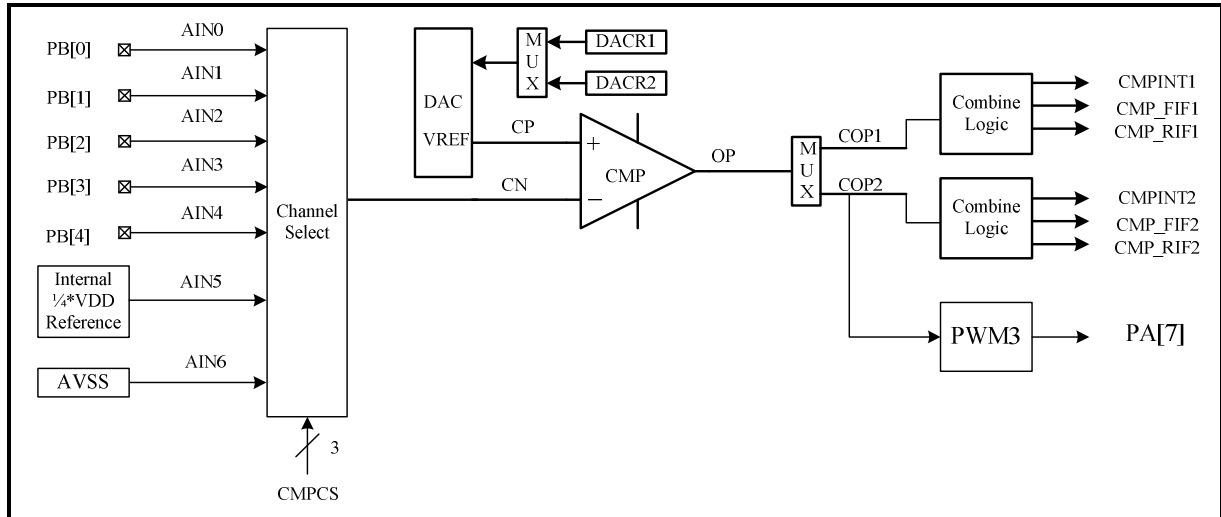 PB[0]
AIN0
PB[1]
AIN1
PB[2]
AIN2
PB[3]
AIN3
PB[4]
AIN4
Internal
¼*VDD
Reference
AIN5
AVSS
AIN6
Channel
Select
3
CMPCS
DAC
VREF
MUX
DACR1
DACR2
CP
CN
+
−
CMP
OP
MUX
COP1
COP2
Combine
Logic
CMPINT1
CMP_FIF1
CMP_RIF1
Combine
Logic
CMPINT2
CMP_FIF2
CMP_RIF2
PWM3
PA[7]